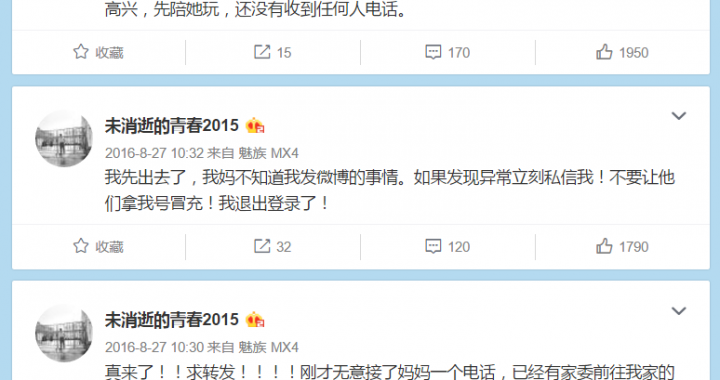 高兴，先陪她玩，还没有收到任何人电话。
收藏 15 170 1950
未消逝的青春2015
2016-8-27 10:32 来自 魅族 MX4
我先出去了，我妈不知道我发微博的事情。如果发现异常立刻私信我！不要让他
们拿我号冒充！我退出登录了！
收藏 32 120 1790
未消逝的青春2015
2016-8-27 10:30 来自 魅族 MX4
真来了！！求转发！！！！刚才无意接了妈妈一个电话，已经有家委前往我家的